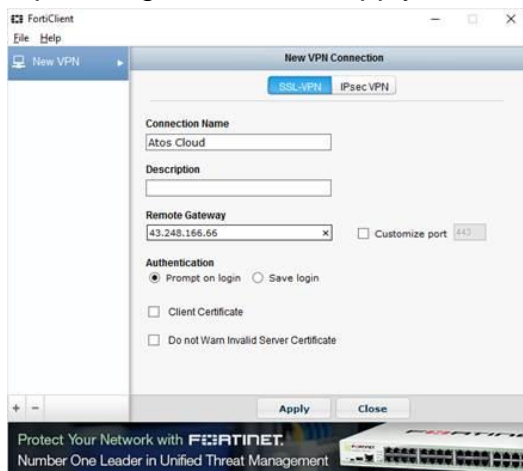 FortiClient
File Help
New VPN
New VPN Connection
SSL-VPN IPsec VPN
Connection Name
Atos Cloud
Description
Remote Gateway
43.248.166.66 ×
Customize port 443
Authentication
Prompt on login Save login
Client Certificate
Do not Warn Invalid Server Certificate
+ -
Apply Close
Protect Your Network with FORTINET.
Number One Leader in Unified Threat Management